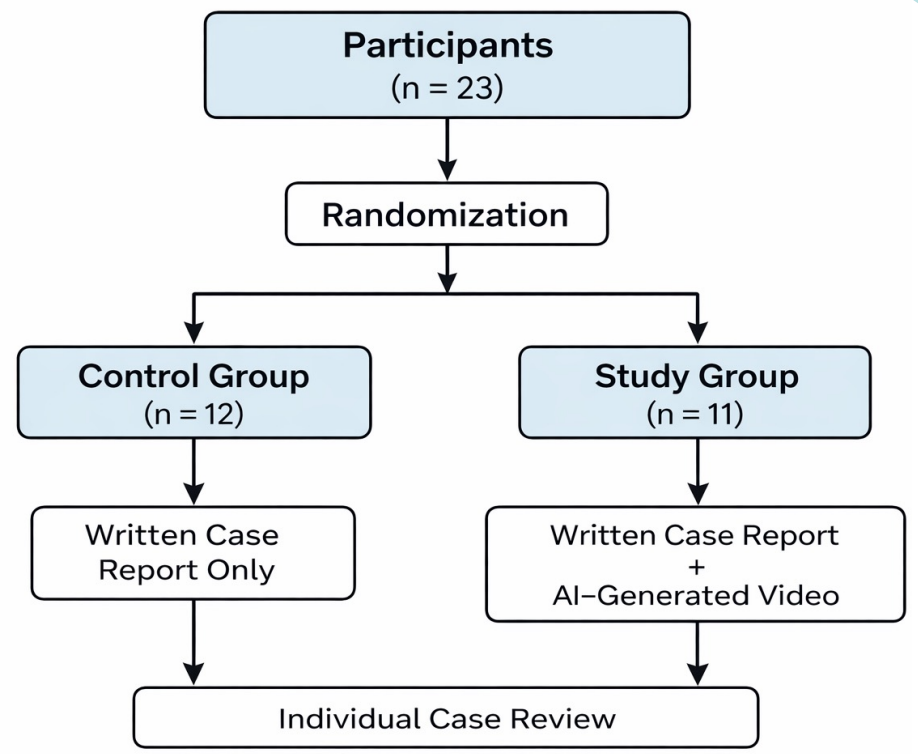 Participants
(n = 23)
Randomization
Control Group
(n = 12)
Study Group
(n = 11)
Written Case
Report Only
Written Case Report
+
AI–Generated Video
Individual Case Review